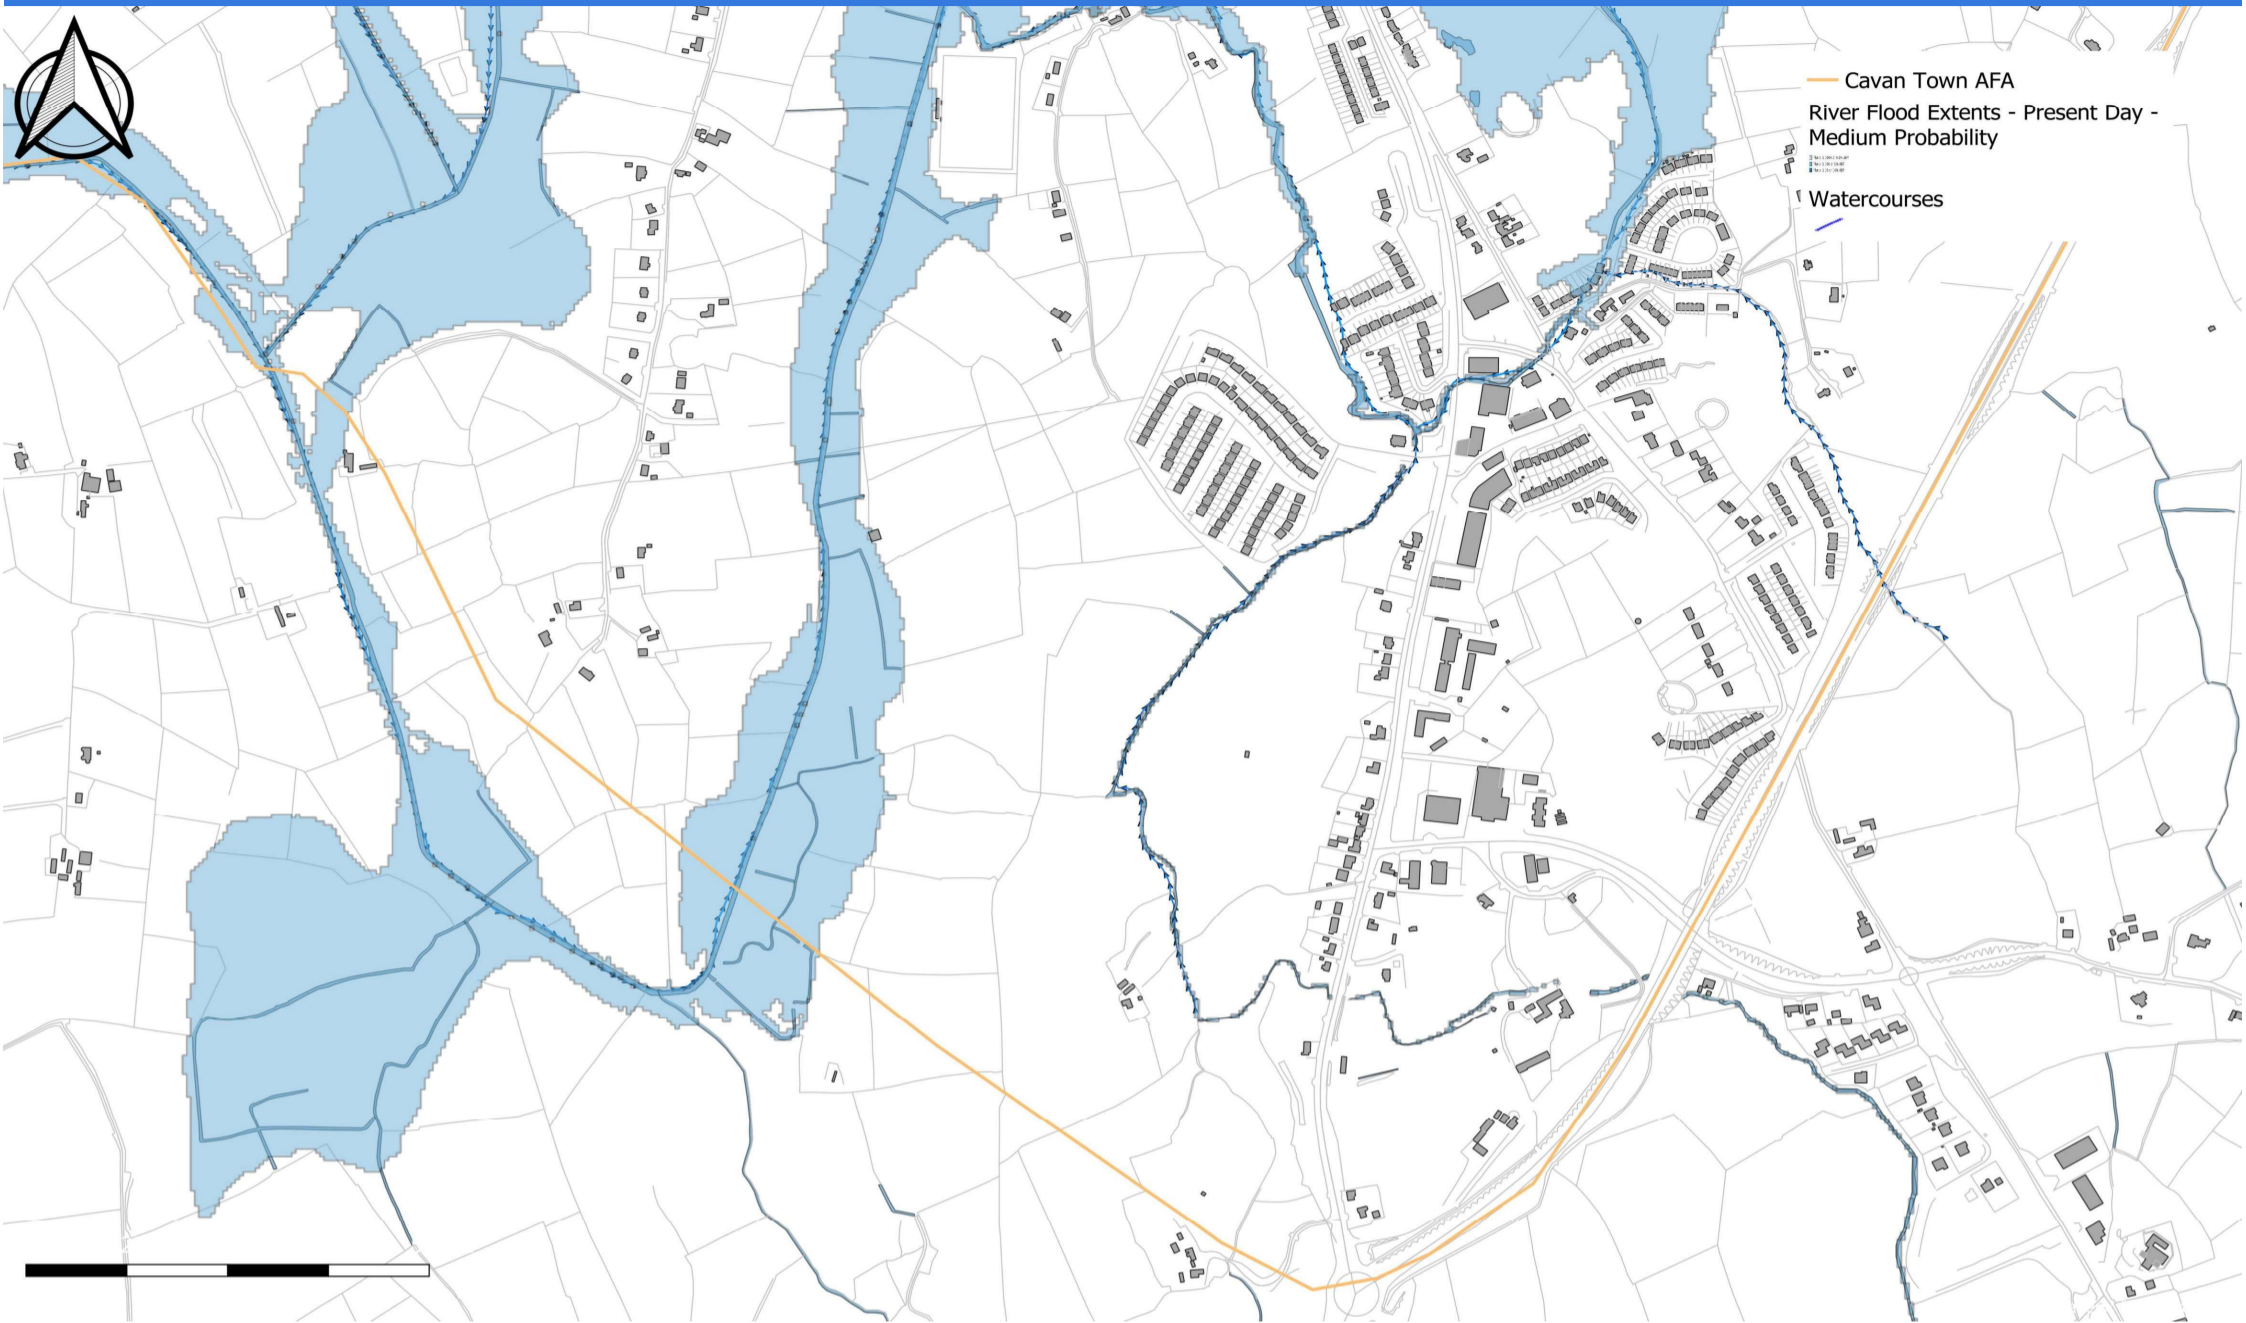 Cavan Town AFA
River Flood Extents - Present Day -
Medium Probability
Watercourses